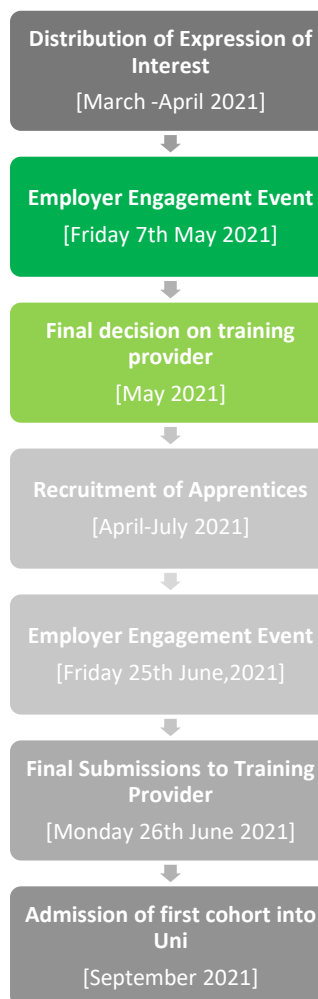 Distribution of Expression of
Interest
[March -April 2021]
Employer Engagement Event
[Friday 7th May 2021]
Final decision on training
provider
[May 2021]
Recruitment of Apprentices
[April-July 2021]
Employer Engagement Event
[Friday 25th June,2021]
Final Submissions to Training
Provider
[Monday 26th June 2021]
Admission of first cohort into
Uni
[September 2021]